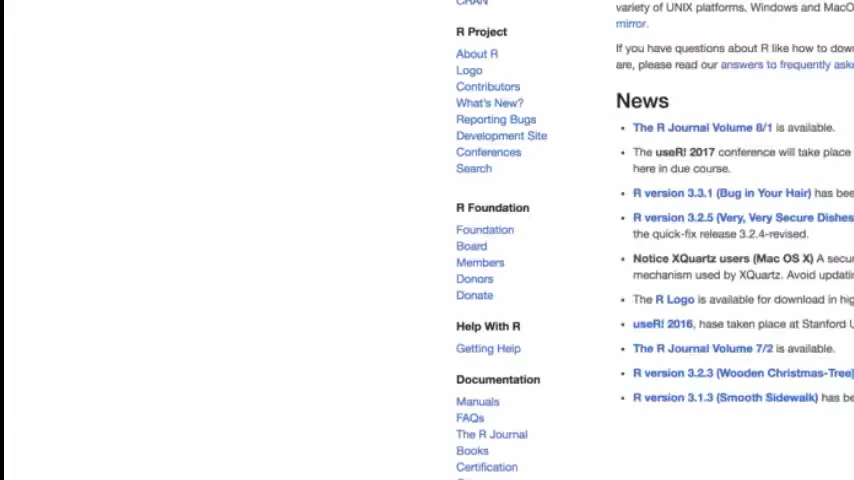 CRAN
R Project
About R
Logo
Contributors
What's New?
Reporting Bugs
Development Site
Conferences
Search
R Foundation
Foundation
Board
Members
Donors
Donate
Help With R
Getting Help
Documentation
Manuals
FAQs
The R Journal
Books
Certification
variety of UNIX platforms, Windows and MacO
mirror.
If you have questions about R like how to dow
are, please read our answers to frequently aske
News
• The R Journal Volume 8/1 is available.
• The useR! 2017 conference will take place
here in due course.
• R version 3.3.1 (Bug in Your Hair) has bee
• R version 3.2.5 (Very, Very Secure Dishes
the quick-fix release 3.2.4-revised.
• Notice XQuartz users (Mac OS X) A secur
mechanism used by XQuartz. Avoid updatin
• The R Logo is available for download in hig
• useR! 2016, hase taken place at Stanford U
• The R Journal Volume 7/2 is available.
• R version 3.2.3 (Wooden Christmas-Tree)
• R version 3.1.3 (Smooth Sidewalk) has be